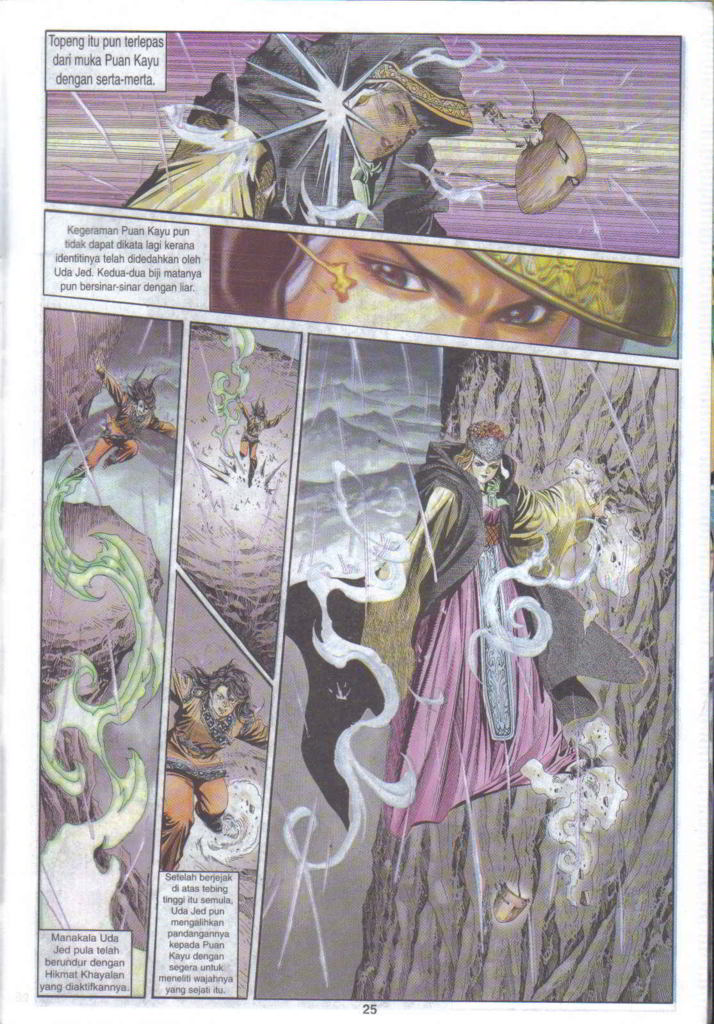 Topeng itu pun terlepas
dari muka Puan Kayu
dengan serta-merta.
Kegeraman Puan Kayu pun
tidak dapat dikata lagi kerana
identitinya telah didedahkan oleh
Uda Jed. Kedua-dua biji matanya
pun bersinar-sinar dengan liar.
Manakala Uda
Jed pula telah
berundur dengan
Hikmat Khayalan
yang diaktifkannya.
Setelah berjejak
di atas tebing
tinggi itu semula,
Uda Jed pun
mengalihkan
pandangannya
kepada Puan
Kayu dengan
segera untuk
meneliti wajahnya
yang sejati itu.
25